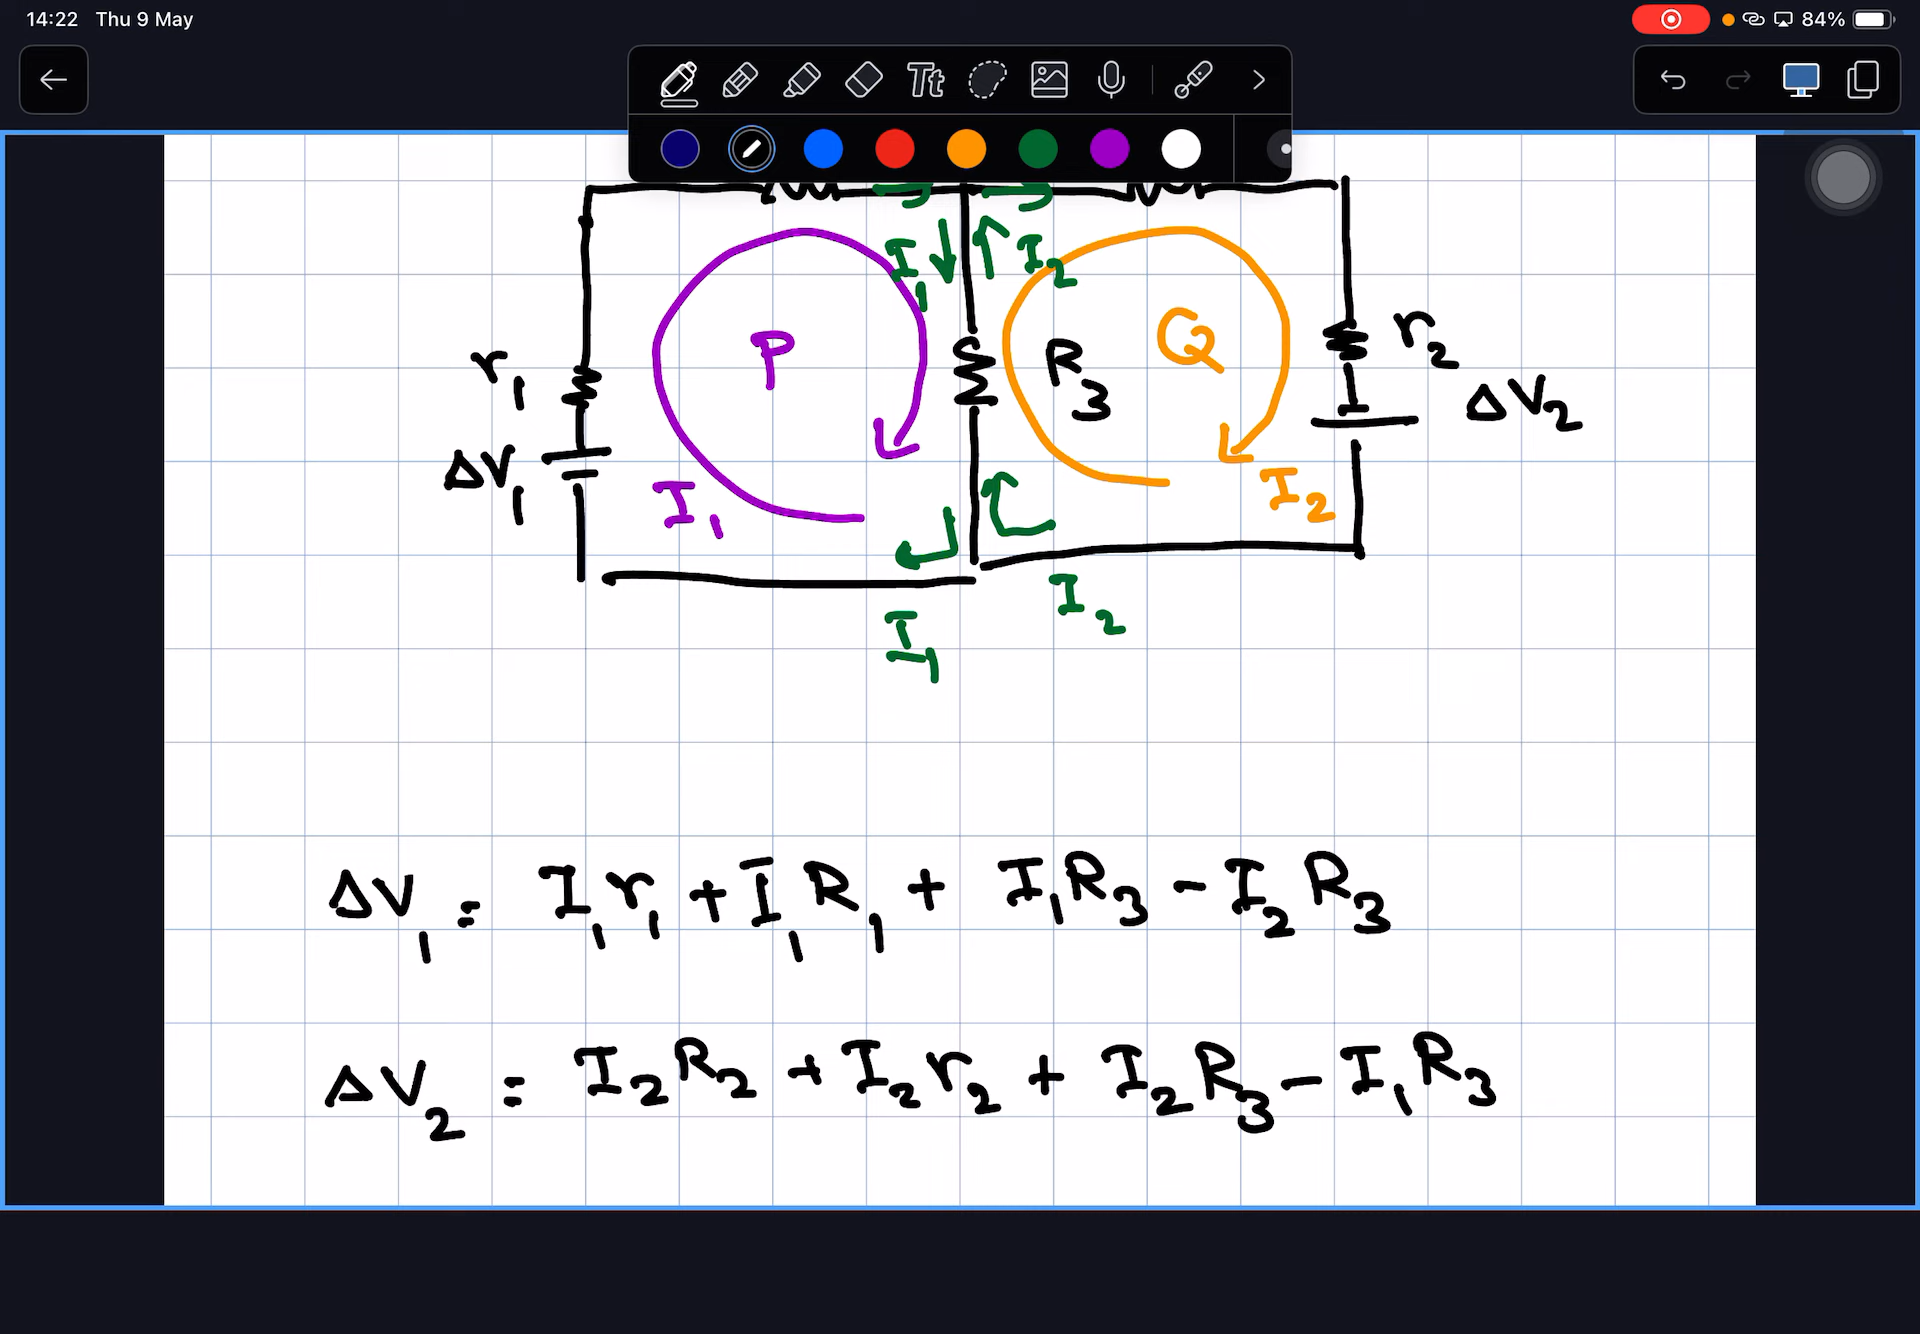 14:22 Thu 9 May
84%
Tt
I₁ I₂
P Q
r₁ R₃ r₂
ΔV₁ ΔV₂
I₁ I₂
I₁ I₂
ΔV₁ = I₁r₁ + I₁R₁ + I₁R₃ - I₂R₃
ΔV₂ = I₂R₂ + I₂r₂ + I₂R₃ - I₁R₃